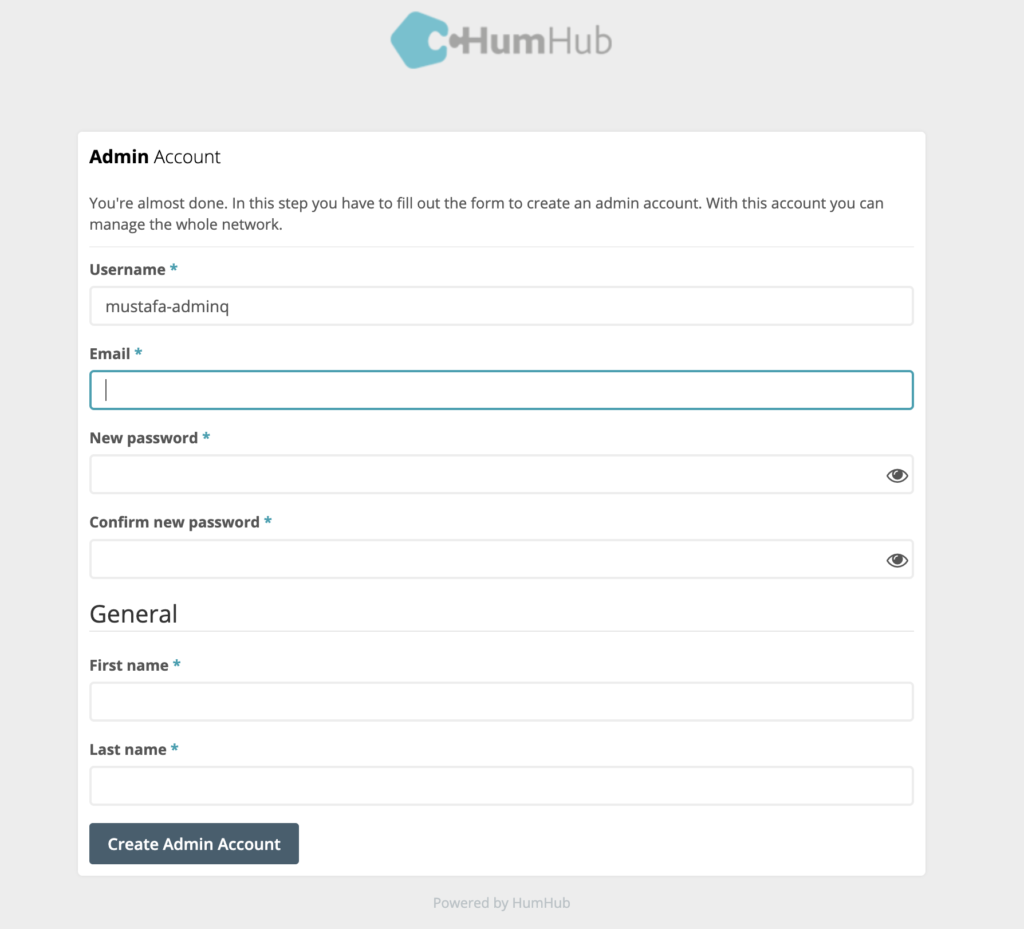 HumHub
Admin Account
You're almost done. In this step you have to fill out the form to create an admin account. With this account you can
manage the whole network.
Username *
mustafa-adminq
Email *
New password *
Confirm new password *
General
First name *
Last name *
Create Admin Account
Powered by HumHub